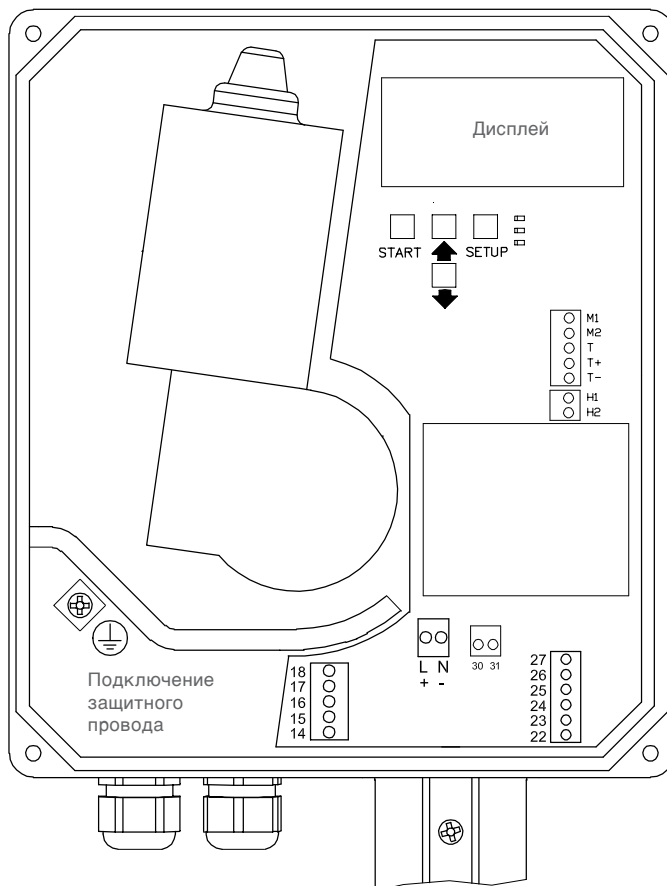 Дисплей
START SETUP
M1
M2
T
T+
T-
H1
H2
L N
+ -
30 31
18
17
16
15
14
27
26
25
24
23
22
Подключение
защитного
провода